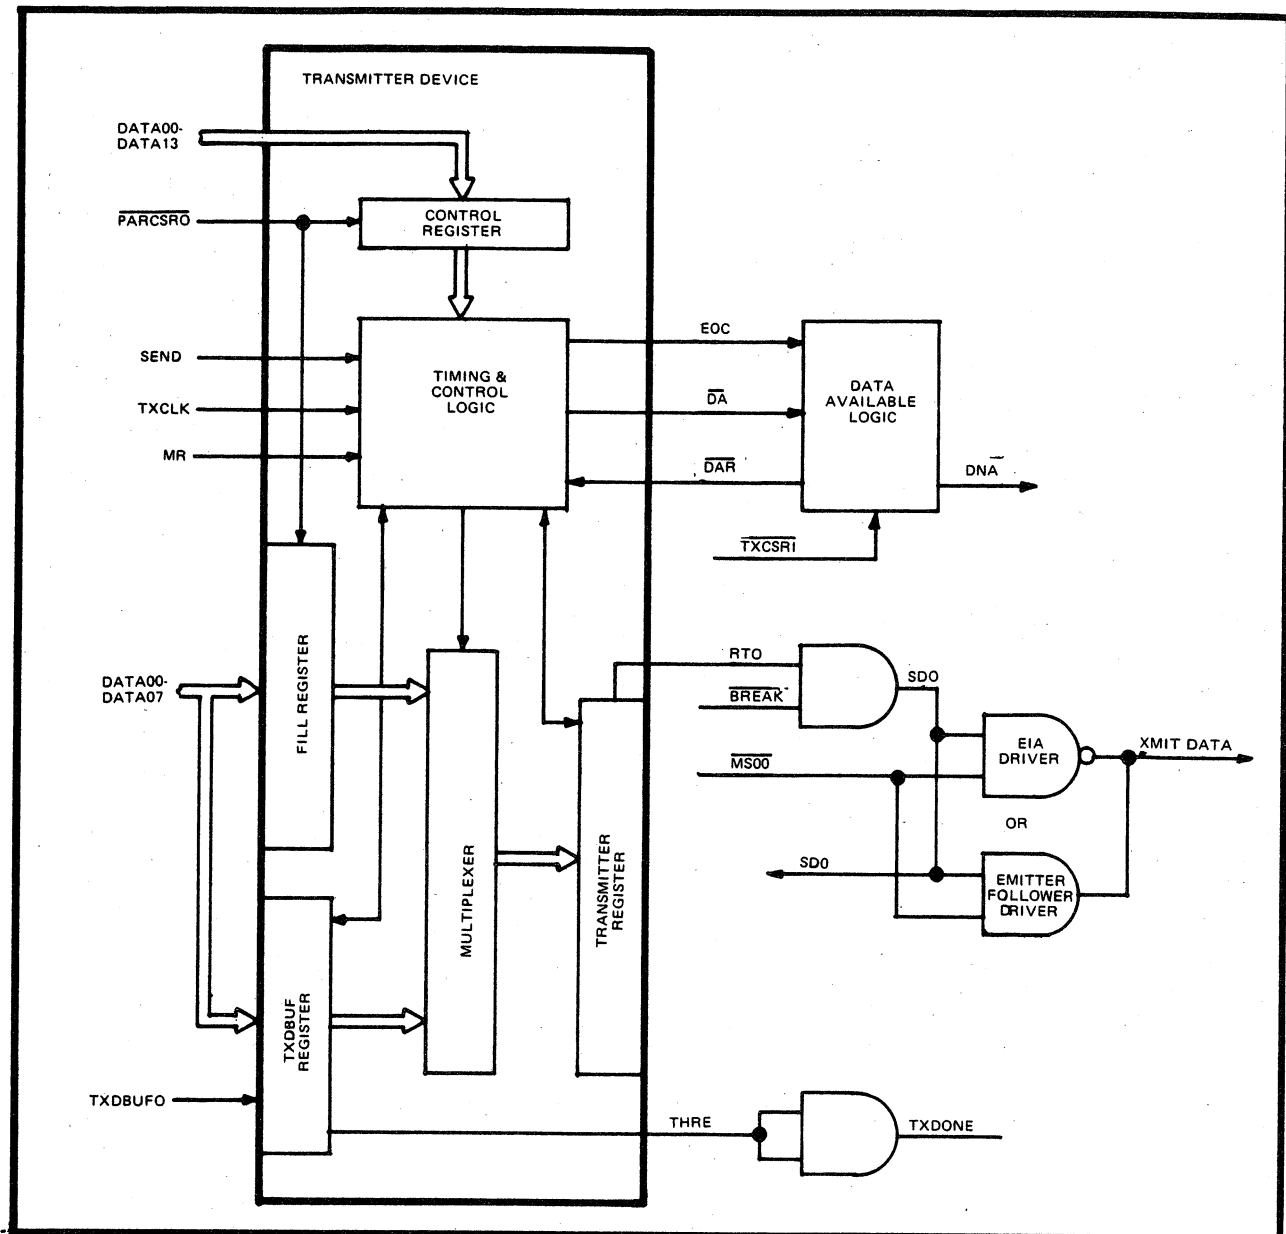 TRANSMITTER DEVICE
DATA00-
DATA13
PARCSRO
CONTROL
REGISTER
SEND
TXCLK
MR
TIMING &
CONTROL
LOGIC
EOC
DA
DAR
DATA
AVAILABLE
LOGIC
DNA
TXCSRI
DATA00-
DATA07
FILL REGISTER
MULTIPLEXER
TRANSMITTER
REGISTER
TXDBUF
REGISTER
RTO
BREAK
SDO
MS00
EIA
DRIVER
XMIT DATA
OR
SDO
EMITTER
FOLLOWER
DRIVER
TXDBUFO
THRE
TXDONE